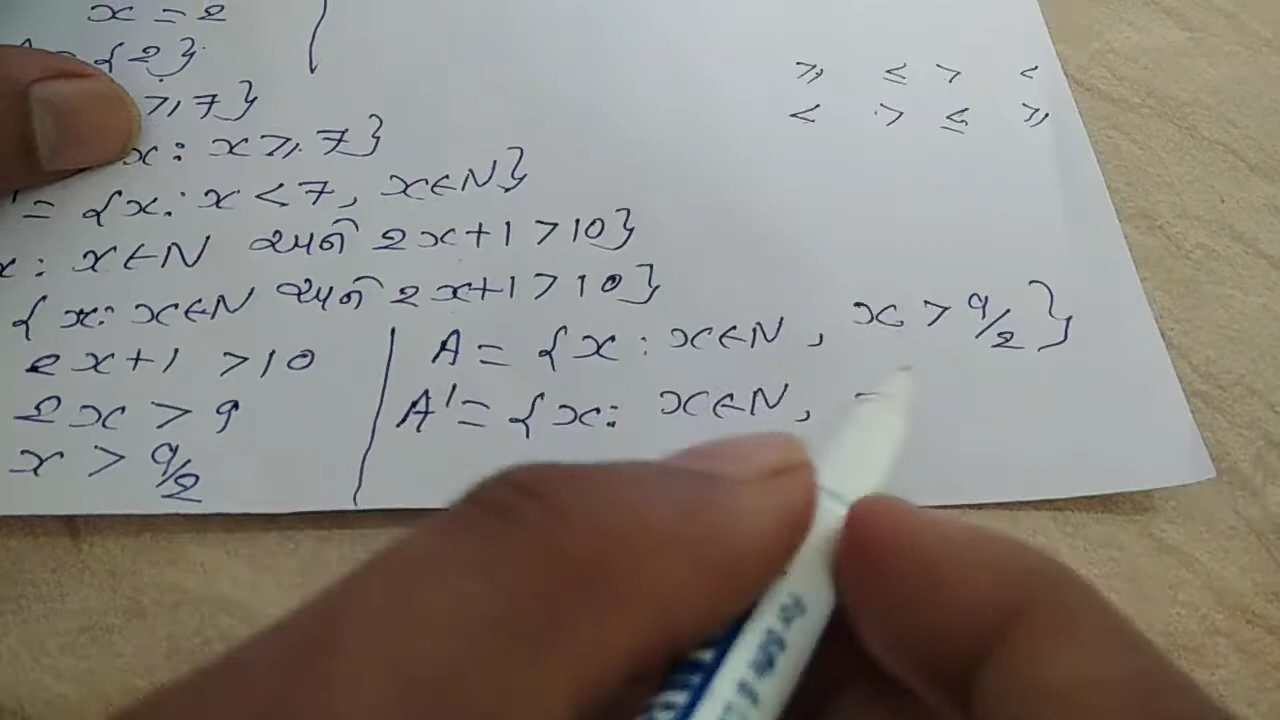 x = 2
= {2}
≥ 7}
x : x ≥ 7}
' = {x : x < 7, x ∈ N}
x : x ∈ N અને 2x+1 > 10}
{x : x ∈ N અને 2x+1 > 10}
2x+1 > 10
2x > 9
x > 9/2
A = {x : x ∈ N, x > 9/2}
A' = {x : x ∈ N,
≥ ≤ > <
< > ≤ ≥